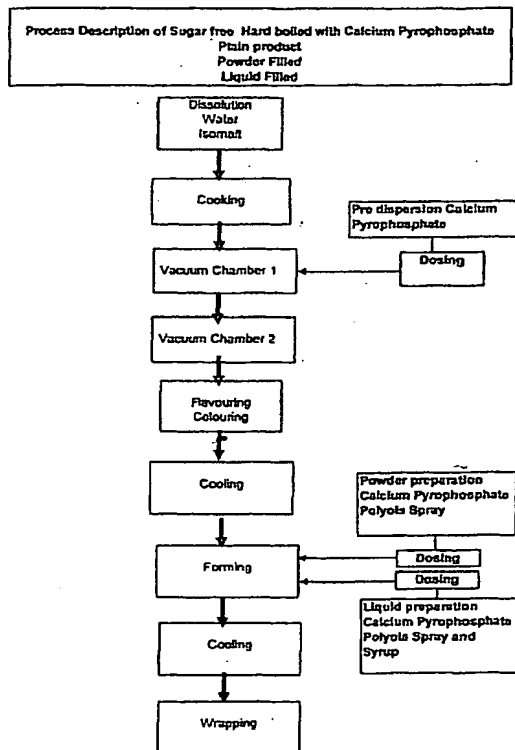 Process Description of Sugar free Hard boiled with Calcium Pyrophosphate
Plain product
Powder Filled
Liquid Filled
Dissolution
Water
Isomalt
Cooking
Pre dispersion Calcium
Pyrophosphate
Dosing
Vacuum Chamber 1
Vacuum Chamber 2
Flavouring
Colouring
Cooling
Powder preparation
Calcium Pyrophosphate
Polyols Spray
Dosing
Forming
Dosing
Liquid preparation
Calcium Pyrophosphate
Polyols Spray and
Syrup
Cooling
Wrapping